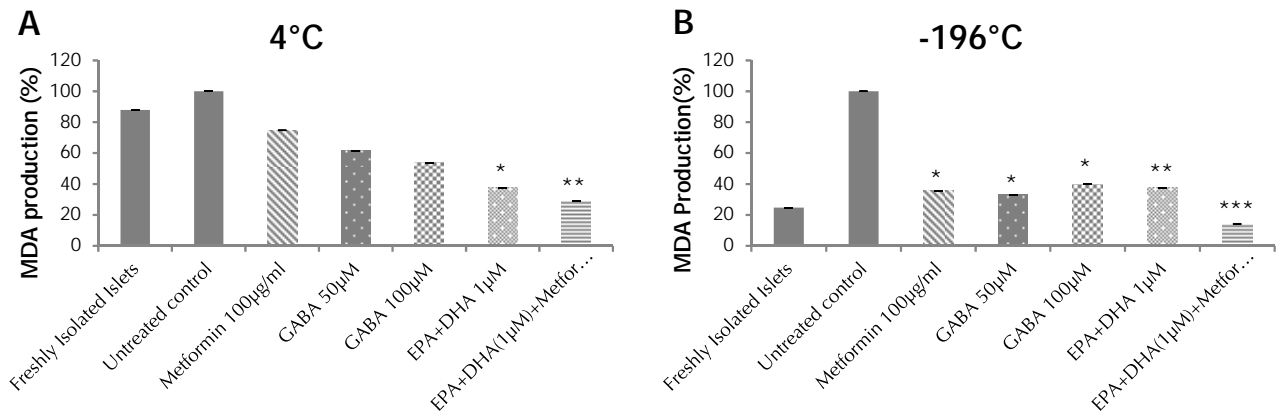 A
4°C
MDA production (%)
120
100
80
60
40
20
0
*
**
Freshly Isolated Islets
Untreated control
Metformin 100µg/ml
GABA 50µM
GABA 100µM
EPA+DHA 1µM
EPA+DHA(1µM)+Metfor...
B
-196°C
MDA Production(%)
120
100
80
60
40
20
0
*
*
*
**
***
Freshly Isolated Islets
Untreated control
Metformin 100µg/ml
GABA 50µM
GABA 100µM
EPA+DHA 1µM
EPA+DHA(1µM)+Metfor...